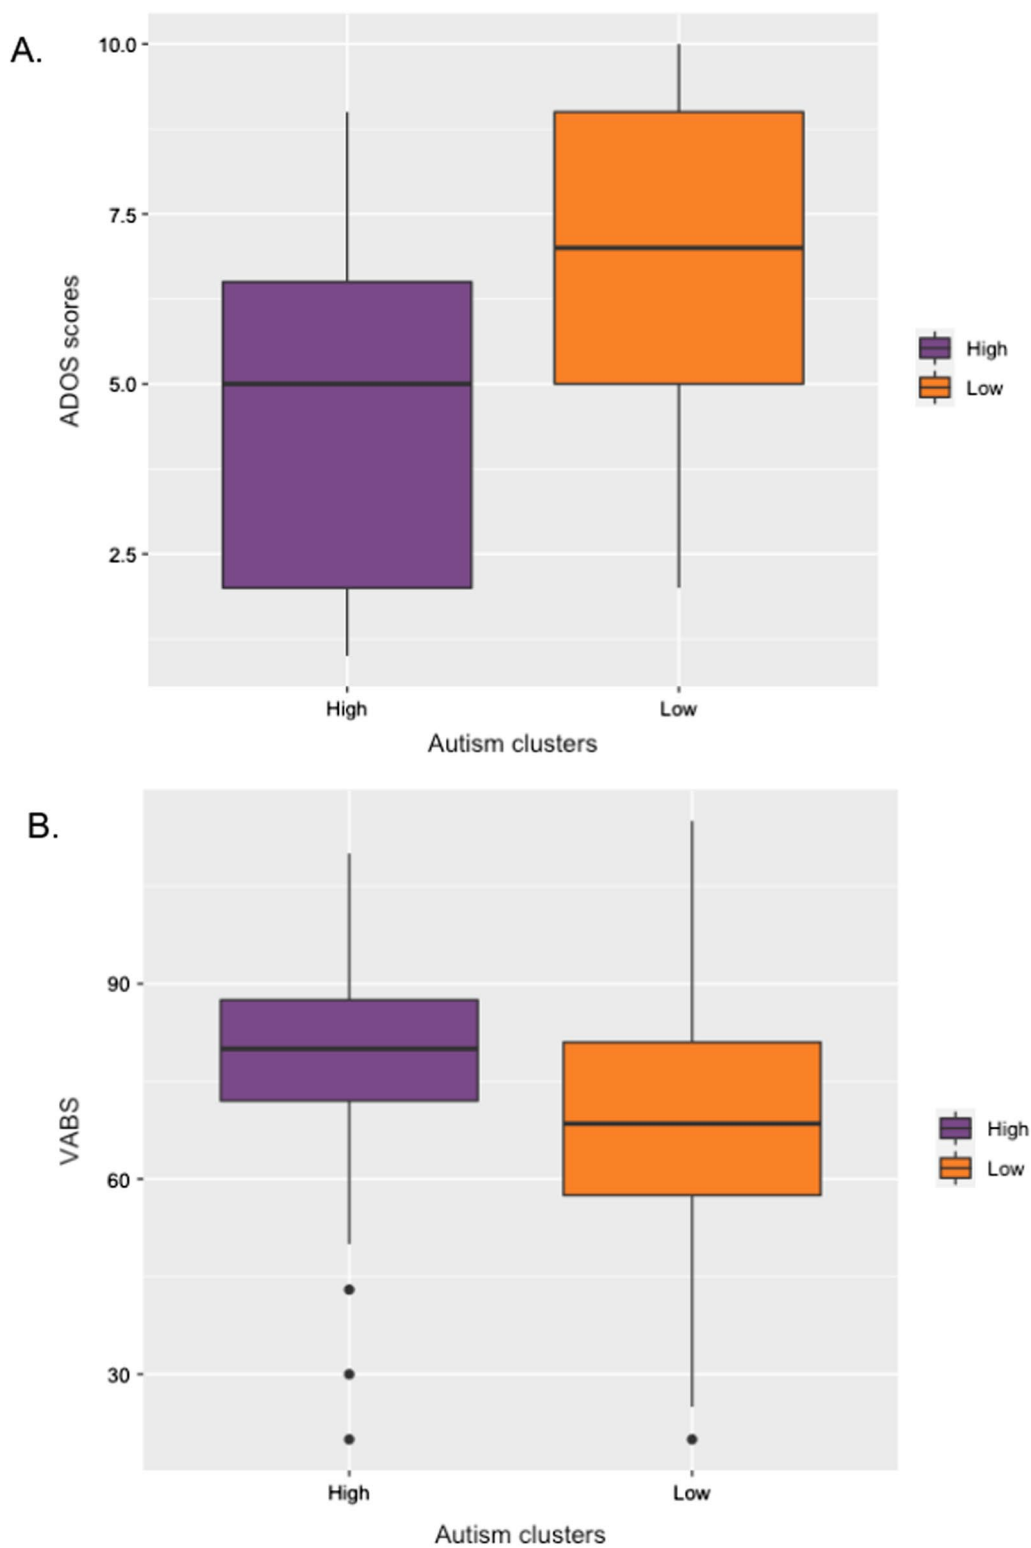 A.
10.0
7.5
5.0
2.5
ADOS scores
High
Low
Autism clusters
High
Low
B.
90
60
30
VABS
High
Low
Autism clusters
High
Low